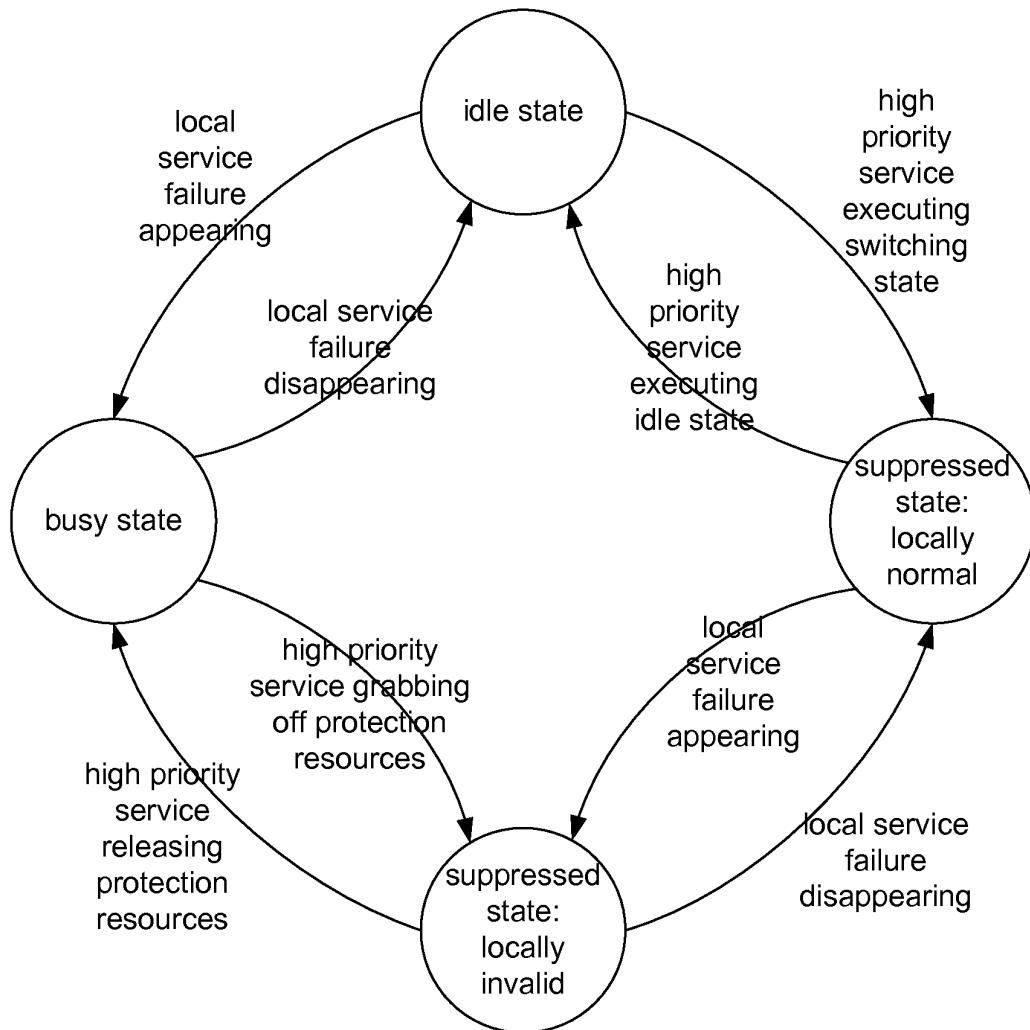 idle state
local
service
failure
appearing
high
priority
service
executing
switching
state
local service
failure
disappearing
high
priority
service
executing
idle state
busy state
suppressed
state:
locally
normal
high priority
service grabbing
off protection
resources
local
service
failure
appearing
high priority
service
releasing
protection
resources
local service
failure
disappearing
suppressed
state:
locally
invalid